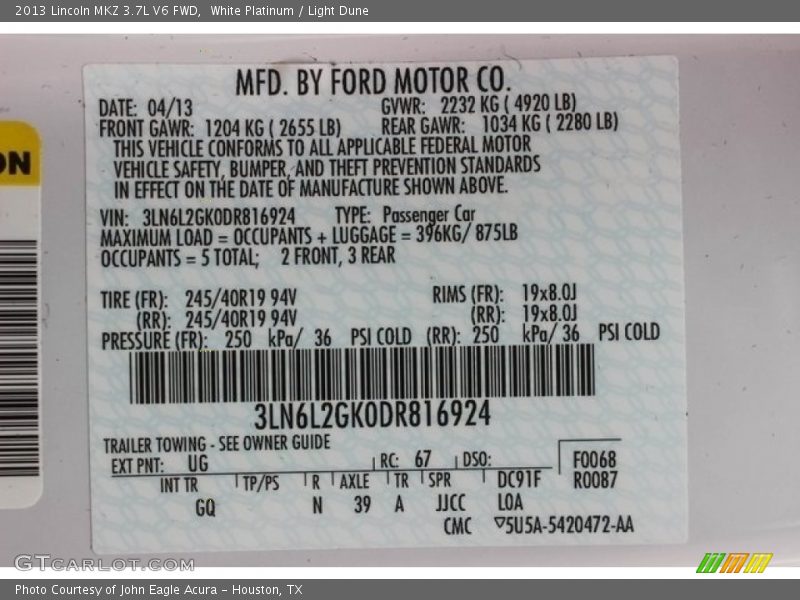 2013 Lincoln MKZ 3.7L V6 FWD, White Platinum / Light Dune
MFD. BY FORD MOTOR CO.
DATE: 04/13 GVWR: 2232 KG ( 4920 LB)
FRONT GAWR: 1204 KG ( 2655 LB) REAR GAWR: 1034 KG ( 2280 LB)
THIS VEHICLE CONFORMS TO ALL APPLICABLE FEDERAL MOTOR
VEHICLE SAFETY, BUMPER, AND THEFT PREVENTION STANDARDS
IN EFFECT ON THE DATE OF MANUFACTURE SHOWN ABOVE.
ON
VIN: 3LN6L2GK0DR816924 TYPE: Passenger Car
MAXIMUM LOAD = OCCUPANTS + LUGGAGE = 396KG/ 875LB
OCCUPANTS = 5 TOTAL; 2 FRONT, 3 REAR
TIRE (FR): 245/40R19 94V RIMS (FR): 19x8.0J
(RR): 245/40R19 94V (RR): 19x8.0J
PRESSURE (FR): 250 kPa/ 36 PSI COLD (RR): 250 kPa/ 36 PSI COLD
3LN6L2GK0DR816924
TRAILER TOWING - SEE OWNER GUIDE
EXT PNT: UG RC: 67 DSO: F0068
INT TR TP/PS R AXLE TR SPR DC91F R0087
GQ N 39 A JJCC LOA
CMC ▽5U5A-5420472-AA
GTcarlot.com
Photo Courtesy of John Eagle Acura - Houston, TX